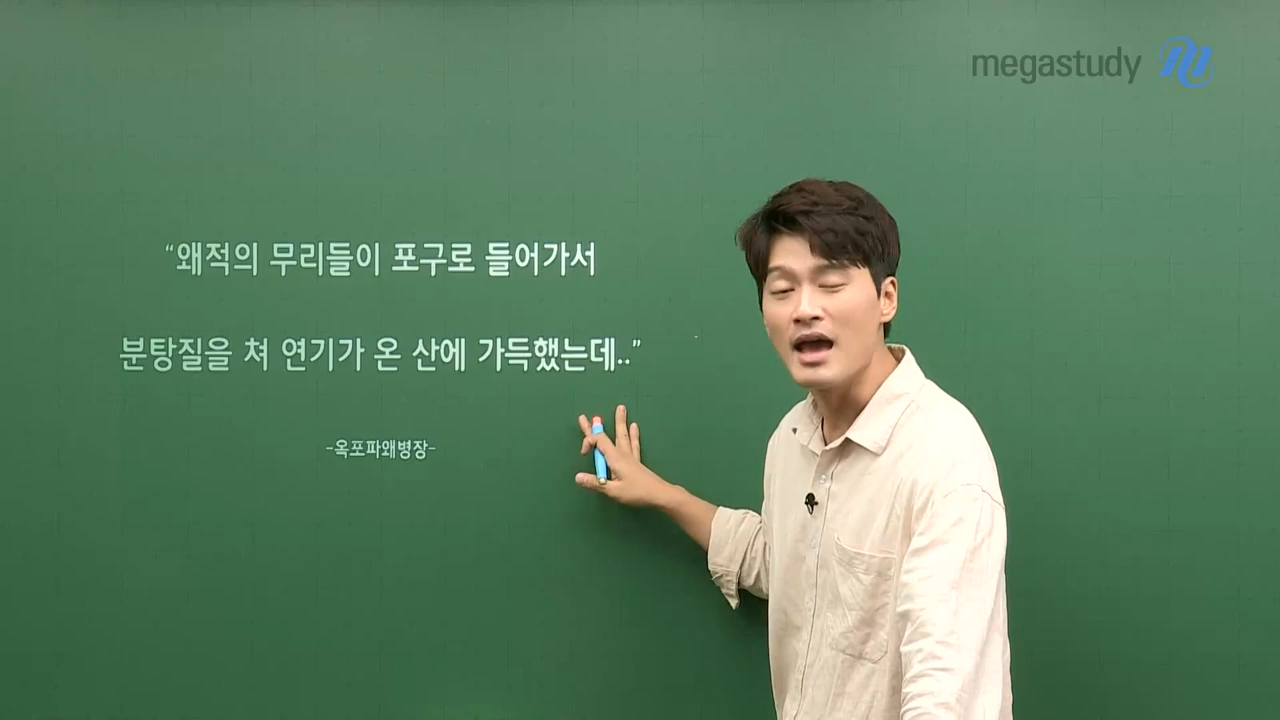 megastudy
“왜적의 무리들이 포구로 들어가서
분탕질을 쳐 연기가 온 산에 가득했는데..”
-옥포파왜병장-